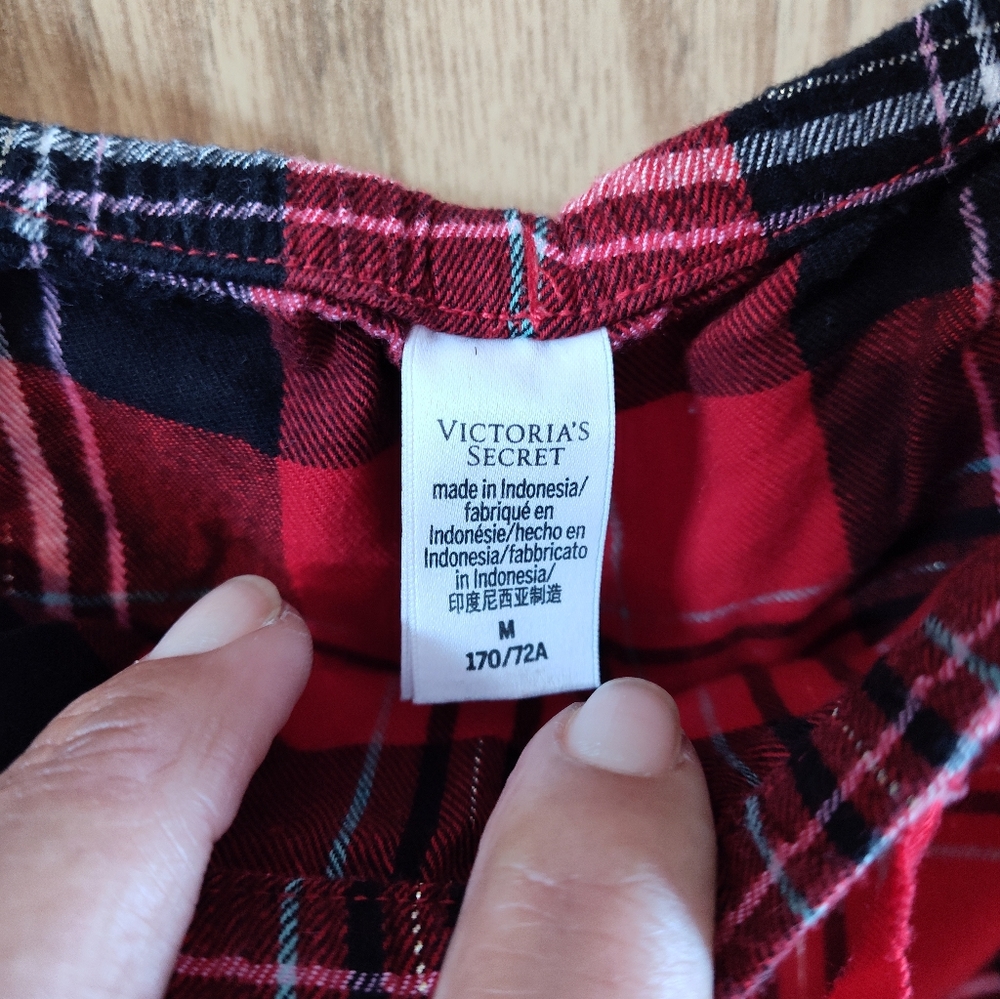 VICTORIA'S
SECRET
made in Indonesia/
fabriqué en
Indonésie/hecho en
Indonesia/fabbricato
in Indonesia/
印度尼西亚制造
M
170/72A